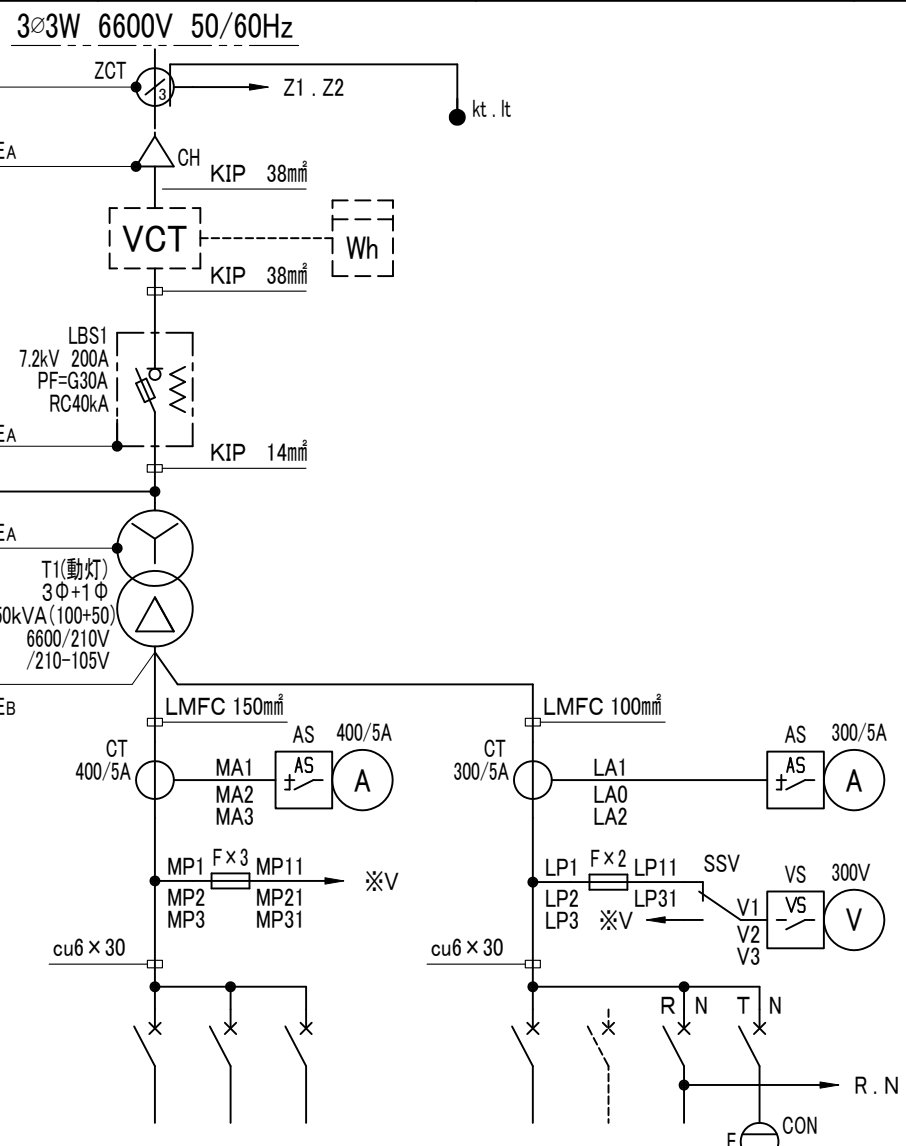 3∅3W 6600V 50/60Hz
ZCT
3
Z1 . Z2
kt . lt
EA
CH
KIP 38mm²
VCT
Wh
KIP 38mm²
LBS1
7.2kV 200A
PF=G30A
RC40kA
EA
KIP 14mm²
EA
T1(動灯)
3Φ+1Φ
50kVA(100+50)
6600/210V
/210-105V
EB
LMFC 150mm²
LMFC 100mm²
CT
400/5A
MA1
MA2
MA3
AS
400/5A
AS
A
CT
300/5A
LA1
LA0
LA2
AS
300/5A
AS
A
MP1
MP2
MP3
F×3
MP11
MP21
MP31
※V
LP1
LP2
LP3
F×2
LP11
LP31
※V
SSV
V1
V2
V3
VS
300V
VS
V
cu6×30
cu6×30
R N
T N
R . N
CON
E